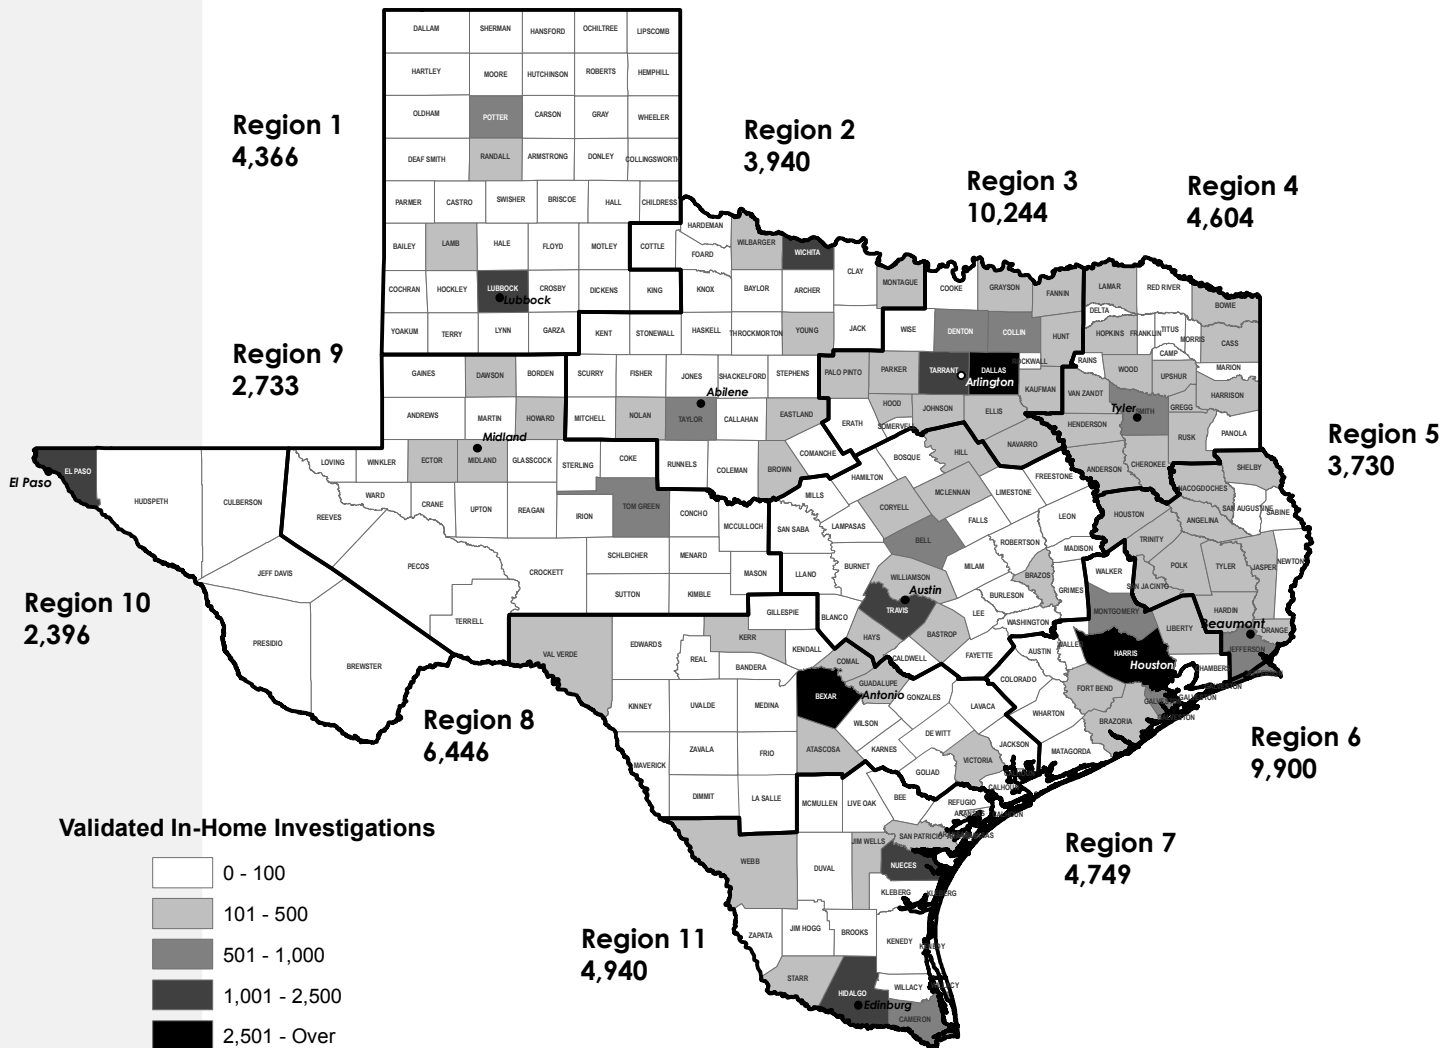 DALLAM SHERMAN HANSFORD OCHILTREE LIPSCOMB
HARTLEY MOORE HUTCHINSON ROBERTS HEMPHILL
OLDHAM POTTER CARSON GRAY WHEELER
Region 1
4,366
Region 2
3,940
DEAF SMITH RANDALL ARMSTRONG DONLEY COLLINGSWORTH
Region 3
10,244
Region 4
4,604
PARMER CASTRO SWISHER BRISCOE HALL CHILDRESS
BAILEY LAMB HALE FLOYD MOTLEY COTTLE
HARDEMAN FOARD WILBARGER WICHITA CLAY MONTAGUE COOKE GRAYSON FANNIN LAMAR RED RIVER BOWIE
COCHRAN HOCKLEY LUBBOCK CROSBY DICKENS KING KNOX BAYLOR ARCHER
Lubbock
YOAKUM TERRY LYNN GARZA KENT STONEWALL HASKELL THROCKMORTON YOUNG JACK WISE DENTON COLLIN HUNT DELTA HOPKINS FRANKLIN TITUS MORRIS CASS
Region 9
2,733
GAINES DAWSON BORDEN SCURRY FISHER JONES SHACKELFORD STEPHENS PALO PINTO PARKER TARRANT DALLAS ROCKWALL KAUFMAN RAINS CAMP WOOD UPSHUR MARION
Abilene
Arlington
ANDREWS MARTIN HOWARD MITCHELL NOLAN TAYLOR CALLAHAN EASTLAND ERATH HOOD SOMERVELL JOHNSON ELLIS VAN ZANDT SMITH GREGG HARRISON
Tyler
HENDERSON RUSK PANOLA NAVARRO
Midland
El Paso
EL PASO HUDSPETH CULBERSON LOVING WINKLER ECTOR MIDLAND GLASSCOCK STERLING COKE RUNNELS COLEMAN BROWN COMANCHE BOSQUE HILL FREESTONE ANDERSON CHEROKEE SHELBY
Region 5
3,730
REEVES WARD CRANE UPTON REAGAN IRION TOM GREEN CONCHO MCCULLOCH MILLS HAMILTON CORYELL MCLENNAN LIMESTONE LEON HOUSTON NACOGDOCHES SAN AUGUSTINE SABINE
SAN SABA LAMPASAS BELL FALLS ROBERTSON MADISON TRINITY ANGELINA
JEFF DAVIS PECOS CROCKETT SCHLEICHER MENARD MASON LLANO BURNET WILLIAMSON MILAM BRAZOS WALKER POLK TYLER JASPER NEWTON
SUTTON KIMBLE GRIMES SAN JACINTO
Region 10
2,396
PRESIDIO BREWSTER TERRELL GILLESPIE BLANCO TRAVIS LEE BURLESON WASHINGTON MONTGOMERY LIBERTY HARDIN ORANGE
Austin
Beaumont
VAL VERDE EDWARDS KERR REAL BANDERA KENDALL HAYS BASTROP CALDWELL FAYETTE AUSTIN WALLER HARRIS CHAMBERS JEFFERSON
Houston
KINNEY UVALDE MEDINA BEXAR COMAL GUADALUPE GONZALES LAVACA COLORADO FORT BEND GALVESTON
Antonio
Region 8
6,446
ZAVALA FRIO ATASCOSA WILSON KARNES DE WITT WHARTON BRAZORIA
Region 6
9,900
MAVERICK DIMMIT LA SALLE MCMULLEN LIVE OAK BEE GOLIAD VICTORIA JACKSON MATAGORDA CALHOUN REFUGIO
Validated In-Home Investigations
0 - 100
101 - 500
501 - 1,000
1,001 - 2,500
2,501 - Over
WEBB DUVAL JIM WELLS SAN PATRICIO NUECES KLEBERG
Region 7
4,749
Region 11
4,940
ZAPATA JIM HOGG BROOKS KENEDY
STARR HIDALGO WILLACY CAMERON
Edinburg